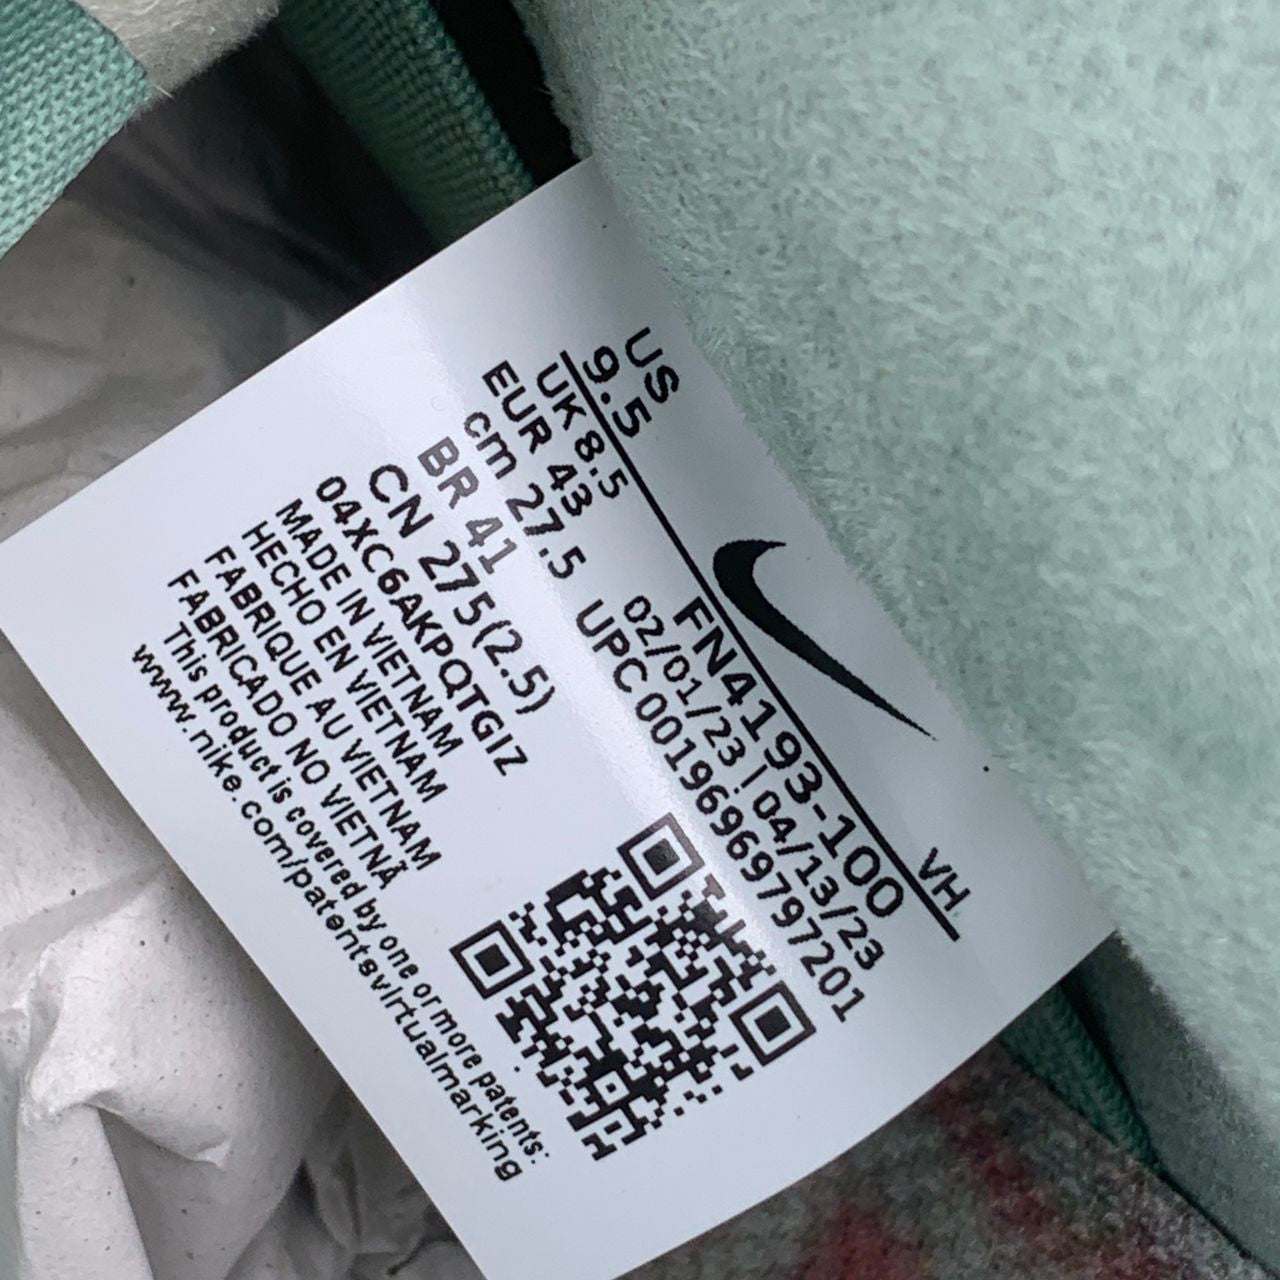 US
9.5
UK 8.5
EUR 43
cm 27.5
BR 41
CN 275(2.5)
04XC6AKPQTGIZ
MADE IN VIETNAM
HECHO EN VIETNAM
FABRIQUE AU VIETNAM
FABRICADO NO VIETNÃ
This product is covered by one or more patents:
www.nike.com/patentsvirtualmarking
VH
FN4193-100
02/01/23 | 04/13/23
UPC 00196969797201